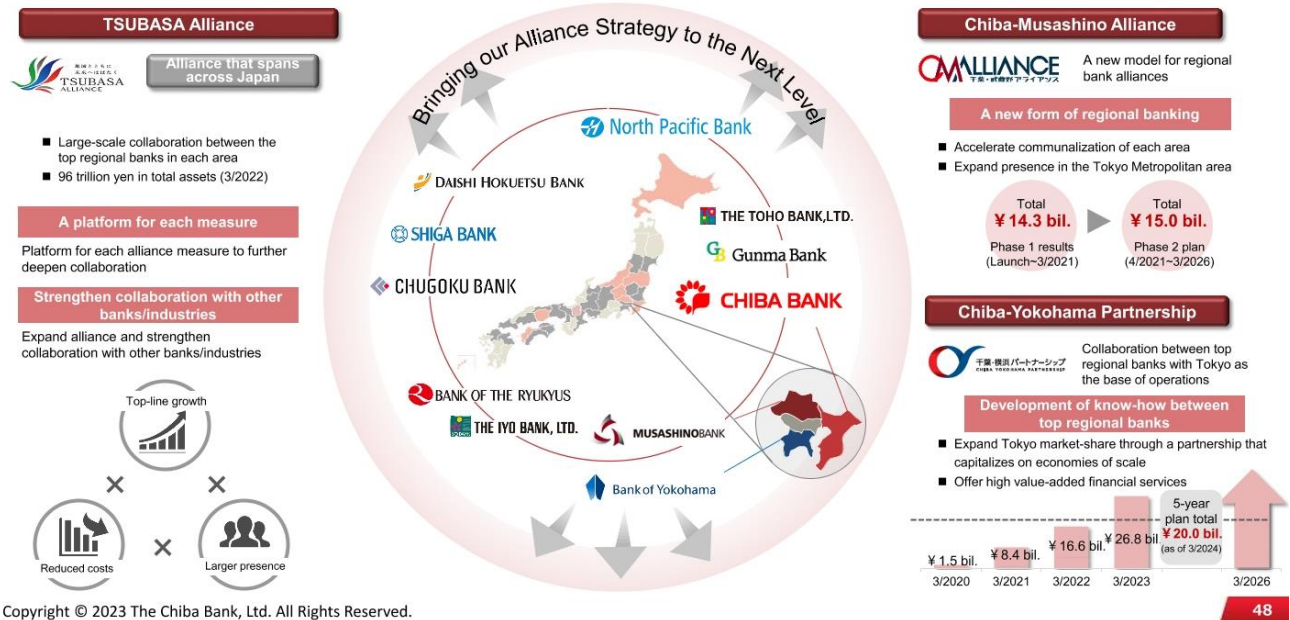 TSUBASA Alliance
TSUBASA
ALLIANCE
Alliance that spans
across Japan
■ Large-scale collaboration between the
top regional banks in each area
■ 96 trillion yen in total assets (3/2022)
A platform for each measure
Platform for each alliance measure to further
deepen collaboration
Strengthen collaboration with other
banks/industries
Expand alliance and strengthen
collaboration with other banks/industries
Top-line growth
×
×
Reduced costs
×
Larger presence
Bringing our Alliance Strategy to the Next Level
North Pacific Bank
DAISHI HOKUETSU BANK
SHIGA BANK
CHUGOKU BANK
THE TOHO BANK,LTD.
GB Gunma Bank
CHIBA BANK
BANK OF THE RYUKYUS
THE IYO BANK, LTD.
MUSASHINOBANK
Bank of Yokohama
Chiba-Musashino Alliance
CMALLIANCE
千葉・武蔵野アライアンス
A new model for regional
bank alliances
A new form of regional banking
■ Accelerate communalization of each area
■ Expand presence in the Tokyo Metropolitan area
Total
¥ 14.3 bil.
Phase 1 results
(Launch~3/2021)
Total
¥ 15.0 bil.
Phase 2 plan
(4/2021~3/2026)
Chiba-Yokohama Partnership
千葉・横浜パートナーシップ
CHIBA YOKOHAMA PARTNERSHIP
Collaboration between top
regional banks with Tokyo as
the base of operations
Development of know-how between
top regional banks
■ Expand Tokyo market-share through a partnership that
capitalizes on economies of scale
■ Offer high value-added financial services
¥ 1.5 bil.
¥ 8.4 bil.
¥ 16.6 bil.
¥ 26.8 bil.
5-year
plan total
¥ 20.0 bil.
(as of 3/2024)
3/2020
3/2021
3/2022
3/2023
3/2026
Copyright © 2023 The Chiba Bank, Ltd. All Rights Reserved.
48